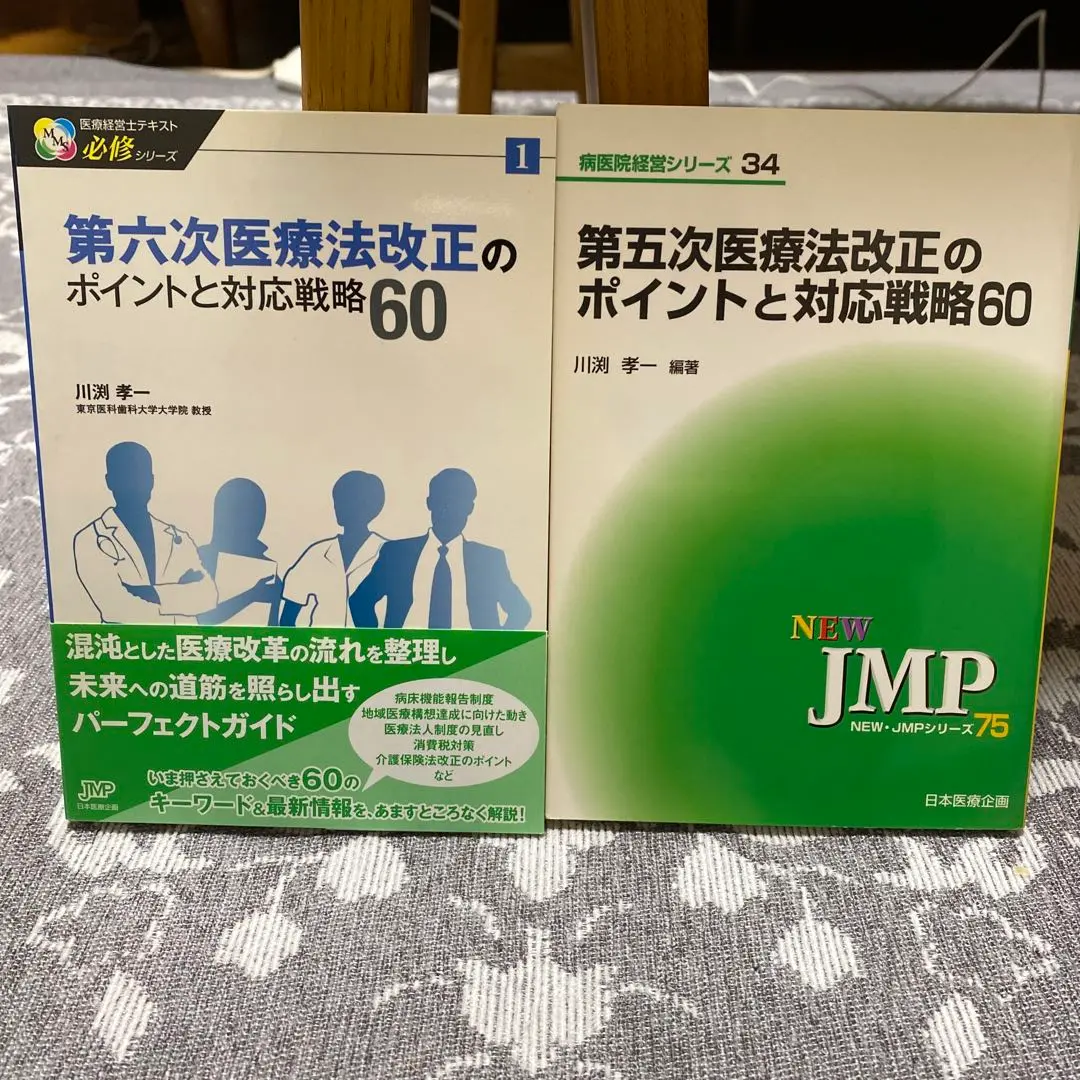 MMS
医療経営士テキスト
必修シリーズ
1
第六次医療法改正の
ポイントと対応戦略60
川渕 孝一
東京医科歯科大学大学院 教授
混沌とした医療改革の流れを整理し
未来への道筋を照らし出す
パーフェクトガイド
病床機能報告制度
地域医療構想達成に向けた動き
医療法人制度の見直し
消費税対策
介護保険法改正のポイント
など
いま押さえておくべき60の
キーワード&最新情報を、あますところなく解説!
JMP
日本医療企画
病医院経営シリーズ 34
第五次医療法改正の
ポイントと対応戦略60
川渕 孝一 編著
NEW
JMP
NEW・JMPシリーズ75
日本医療企画